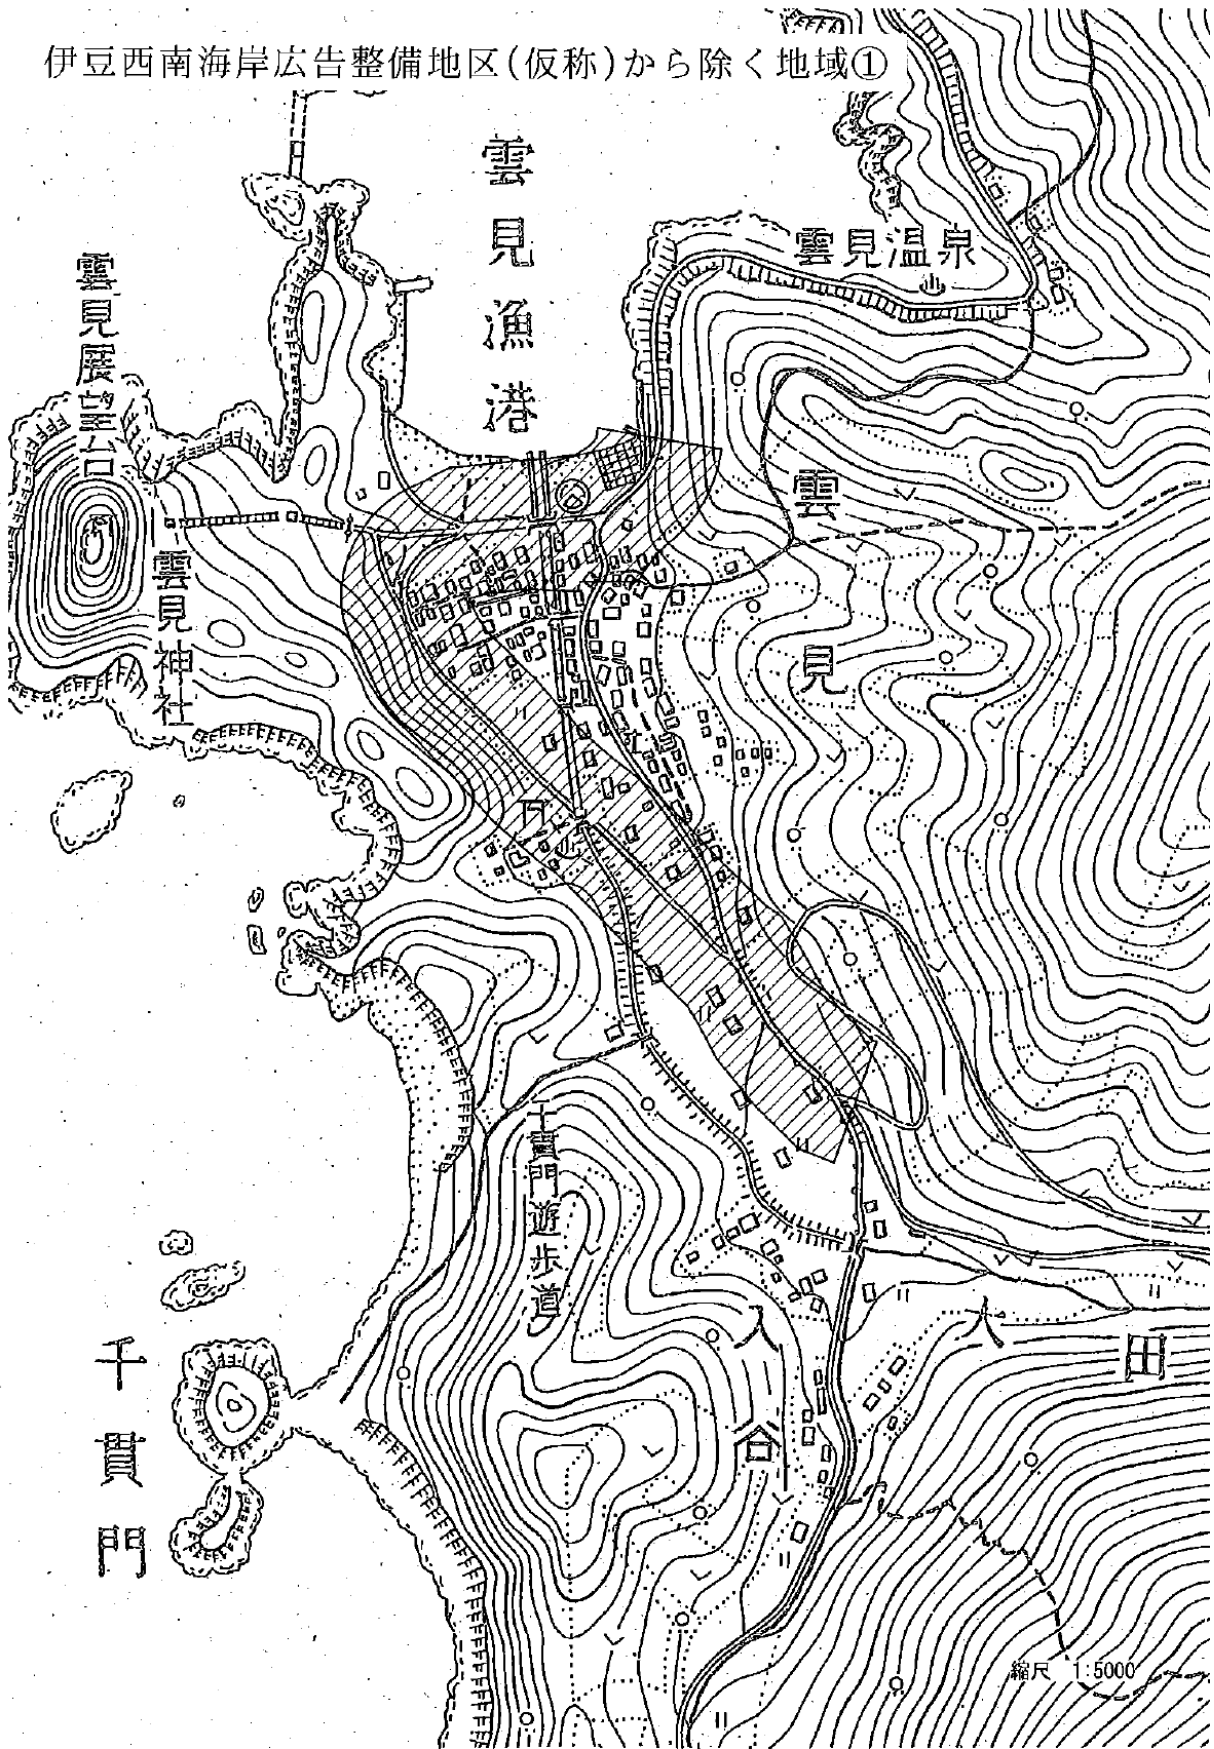 伊豆西南海岸広告整備地区(仮称)から除く地域①
雲見漁港
雲見温泉
雲見展望台
雲見
雲見神社
千貫門遊歩道
千貫門
入合
大田
縮尺 1:5000